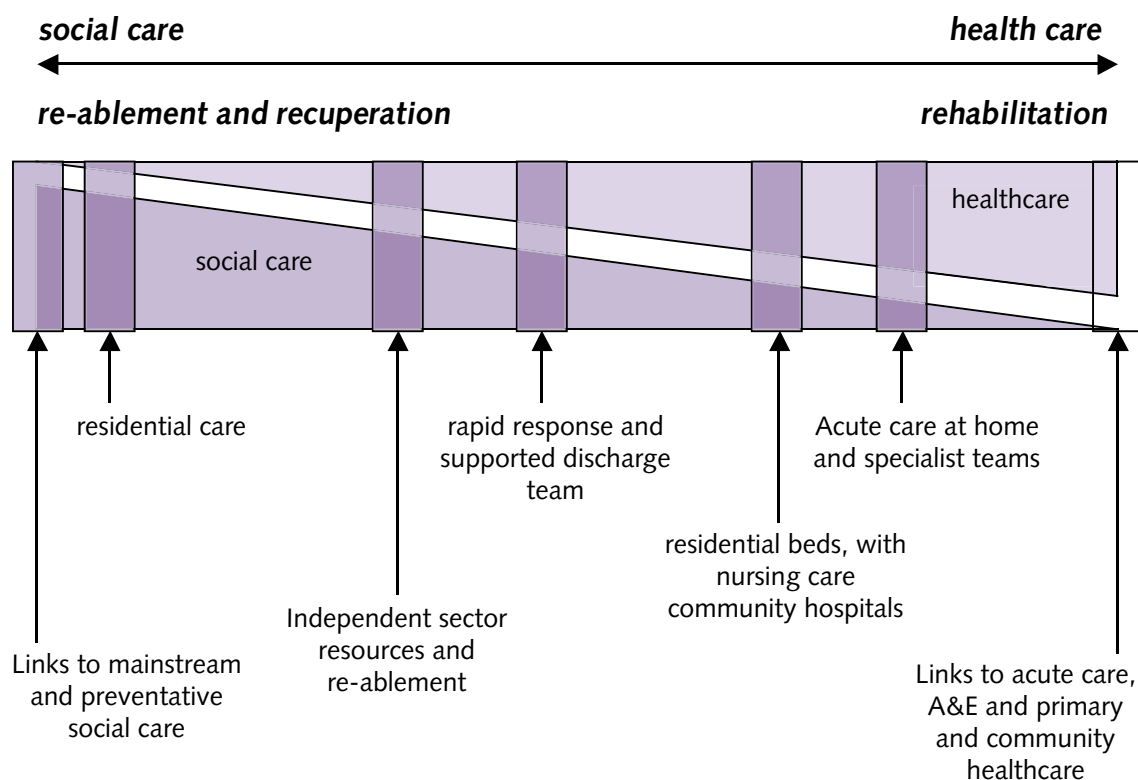 social care
health care
re-ablement and recuperation
rehabilitation
healthcare
social care
residential care
rapid response and
supported discharge
team
Acute care at home
and specialist teams
residential beds, with
nursing care
community hospitals
Independent sector
resources and
re-ablement
Links to mainstream
and preventative
social care
Links to acute care,
A&E and primary
and community
healthcare